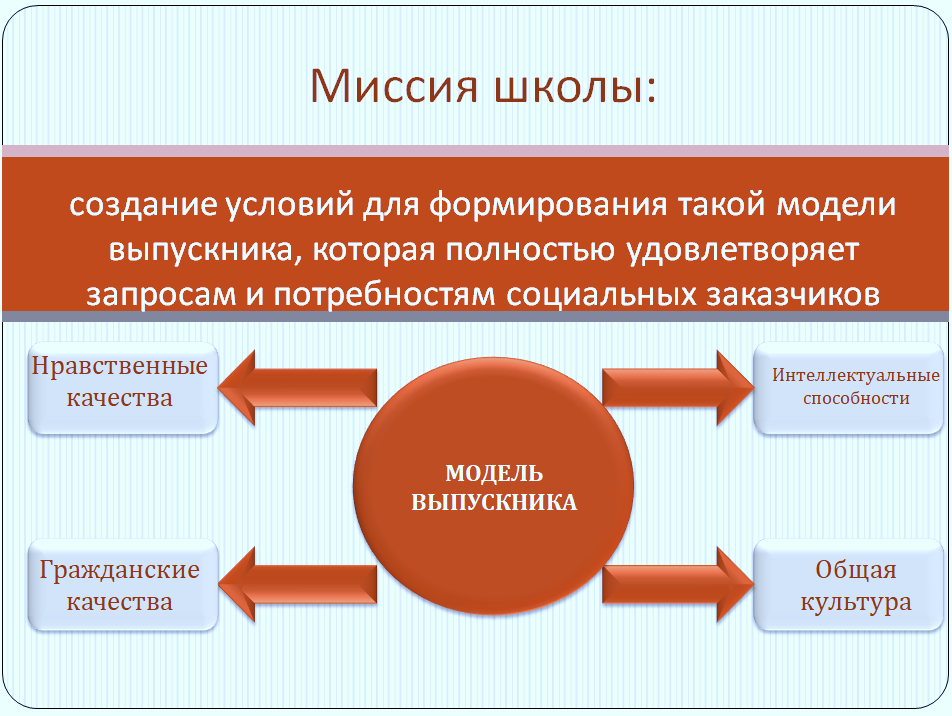 Миссия школы:
создание условий для формирования такой модели
выпускника, которая полностью удовлетворяет
запросам и потребностям социальных заказчиков
Нравственные
качества
Интеллектуальные
способности
МОДЕЛЬ
ВЫПУСКНИКА
Гражданские
качества
Общая
культура